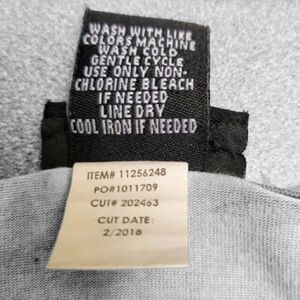 WASH WITH LIKE
COLORS MACHINE
WASH COLD
GENTLE CYCLE
USE ONLY NON-
CHLORINE BLEACH
IF NEEDED
LINE DRY
COOL IRON IF NEEDED
ITEM# 11256248
PO#1011709
CUT# 202463
CUT DATE:
2/2018